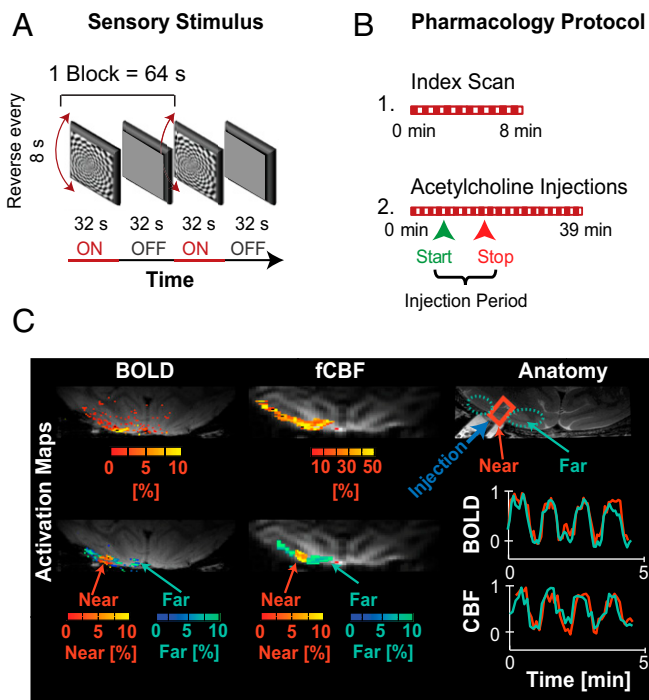 A
Sensory Stimulus
1 Block = 64 s
Reverse every
8 s
32 s 32 s 32 s 32 s
ON OFF ON OFF
Time
B
Pharmacology Protocol
Index Scan
1.
0 min 8 min
Acetylcholine Injections
2.
0 min 39 min
Start Stop
Injection Period
C
BOLD fCBF Anatomy
Activation Maps
0 5 10
[%]
10 30 50
[%]
Injection
Near Far
Near Far
0 5 10 0 5 10
Near [%] Far [%]
Near Far
0 5 10 0 5 10
Near [%] Far [%]
BOLD
1
0
0 5
CBF
1
0
0 5
Time [min]